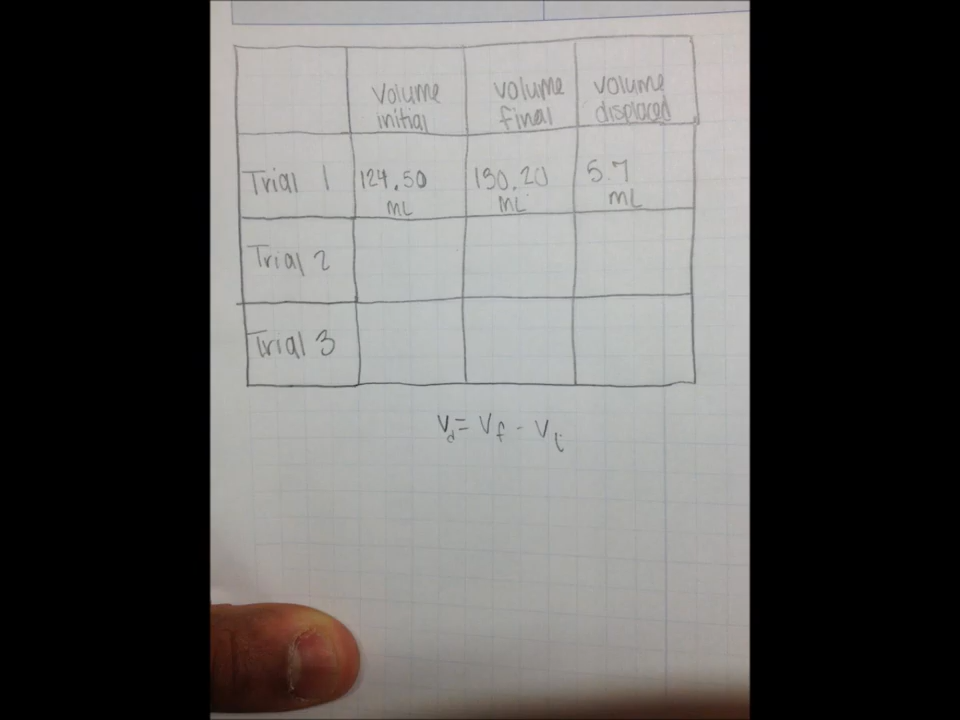 volume initial
volume final
volume displaced
Trial 1
124.50 mL
130.20 mL
5.7 mL
Trial 2
Trial 3
Vd = Vf - Vi